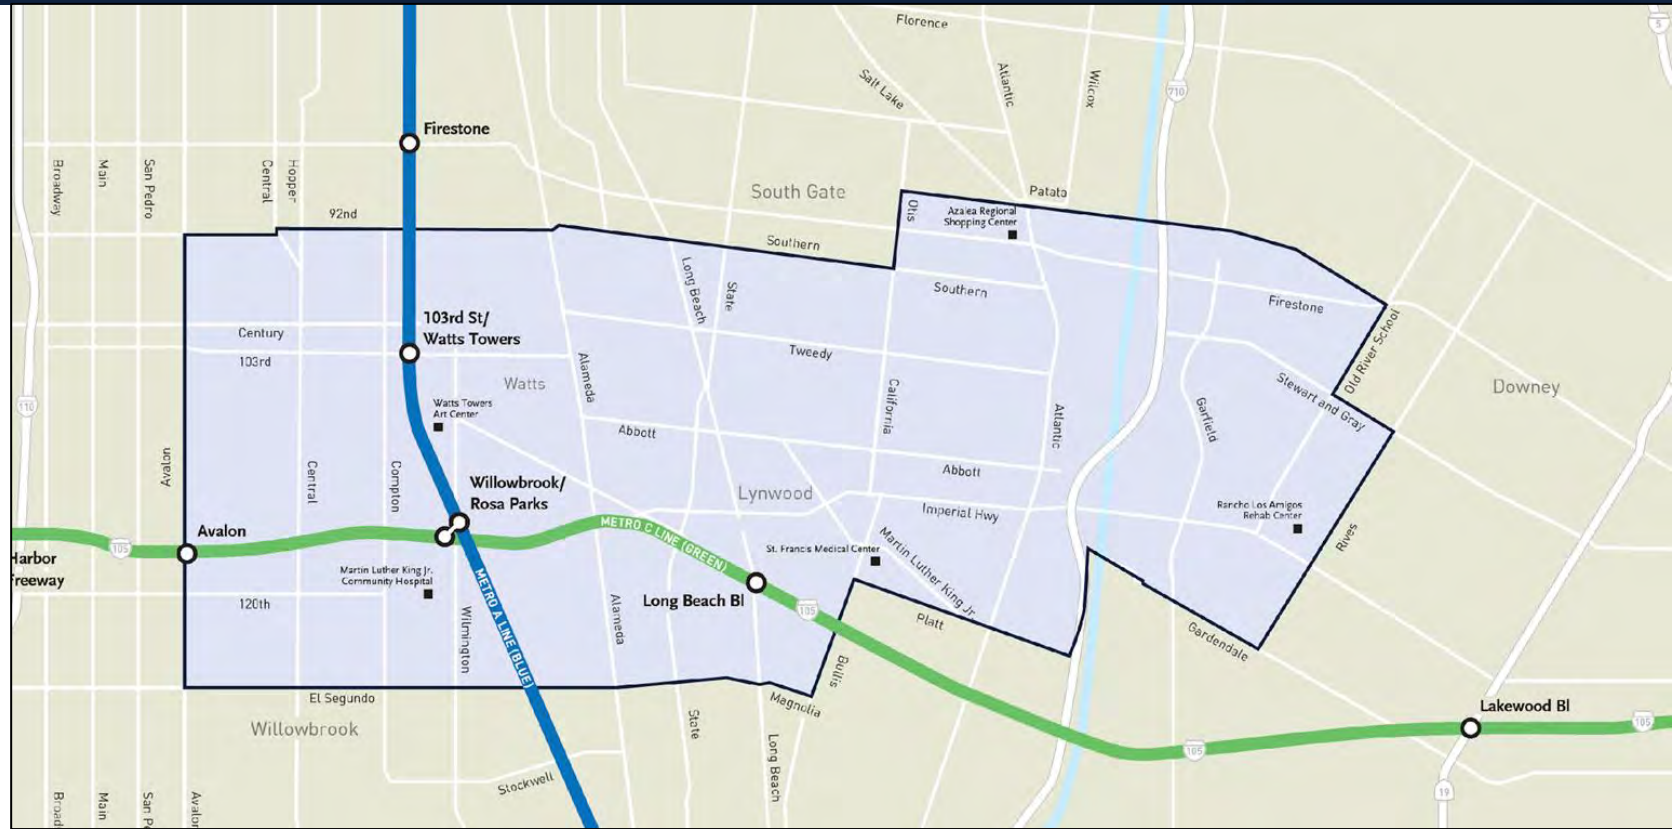 Florence
5
Salt Lake
Atlantic
Wilcox
710
Firestone
Broadway
Main
San Pedro
Central
Hopper
92nd
South Gate
Patata
Otis
Azalea Regional
Shopping Center
Southern
Long Beach
State
Southern
Firestone
Century
103rd
103rd St/
Watts Towers
Tweedy
Old River School
Watts
Alameda
Downey
Stewart and Gray
110
Watts Towers
Art Center
California
Atlantic
Garfield
Abbott
Avalon
Central
Compton
Abbott
Willowbrook/
Rosa Parks
Lynwood
Imperial Hwy
Rancho Los Amigos
Rehab Center
Rives
Avalon
105
METRO C LINE (GREEN)
Harbor
Freeway
St. Francis Medical Center
Martin Luther King Jr.
Martin Luther King Jr.
Community Hospital
METRO A LINE (BLUE)
120th
Wilmington
Alameda
Long Beach Bl
105
Platt
Gardendale
Bullis
El Segundo
Magnolia
Willowbrook
State
Long Beach
Lakewood Bl
105
105
Stockwell
19
Broad
Main
San P
Avalon